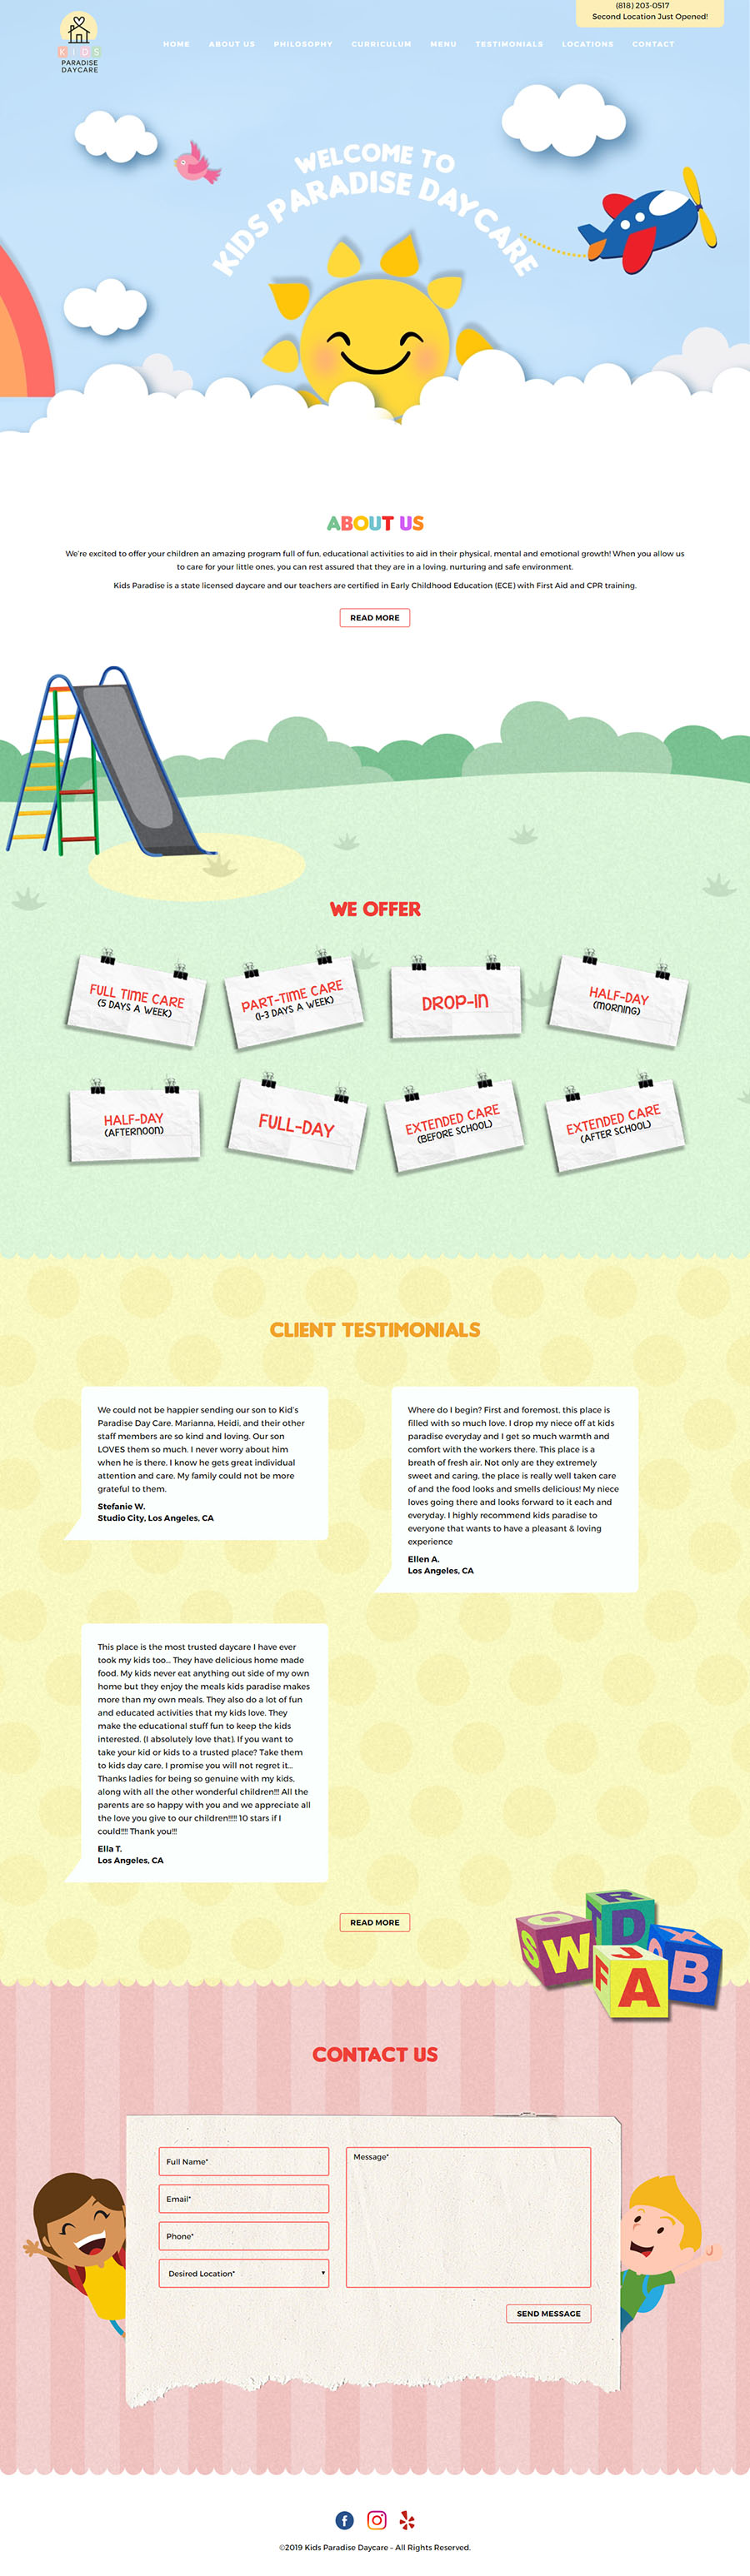 (818) 203-0517
Second Location Just Opened!
KIDS
PARADISE
DAYCARE
HOME ABOUT US PHILOSOPHY CURRICULUM MENU TESTIMONIALS LOCATIONS CONTACT
WELCOME TO
KIDS PARADISE DAYCARE
ABOUT US
We're excited to offer your children an amazing program full of fun, educational activities to aid in their physical, mental and emotional growth! When you allow us
to care for your little ones, you can rest assured that they are in a loving, nurturing and safe environment.
Kids Paradise is a state licensed daycare and our teachers are certified in Early Childhood Education (ECE) with First Aid and CPR training.
READ MORE
WE OFFER
FULL TIME CARE
(5 DAYS A WEEK)
PART-TIME CARE
(1-3 DAYS A WEEK)
DROP-IN
HALF-DAY
(MORNING)
HALF-DAY
(AFTERNOON)
FULL-DAY
EXTENDED CARE
(BEFORE SCHOOL)
EXTENDED CARE
(AFTER SCHOOL)
CLIENT TESTIMONIALS
We could not be happier sending our son to Kid's
Paradise Day Care. Marianna, Heidi, and their other
staff members are so kind and loving. Our son
LOVES them so much. I never worry about him
when he is there. I know he gets great individual
attention and care. My family could not be more
grateful to them.
Stefanie W.
Studio City, Los Angeles, CA
Where do I begin? First and foremost, this place is
filled with so much love. I drop my niece off at kids
paradise everyday and I get so much warmth and
comfort with the workers there. This place is a
breath of fresh air. Not only are they extremely
sweet and caring, the place is really well taken care
of and the food looks and smells delicious! My niece
loves going there and looks forward to it each and
everyday. I highly recommend kids paradise to
everyone that wants to have a pleasant & loving
experience
Ellen A.
Los Angeles, CA
This place is the most trusted daycare I have ever
took my kids too... They have delicious home made
food. My kids never eat anything out side of my own
home but they enjoy the meals kids paradise makes
more than my own meals. They also do a lot of fun
and educated activities that my kids love. They
make the educational stuff fun to keep the kids
interested. (I absolutely love that). If you want to
take your kid or kids to a trusted place? Take them
to kids day care, I promise you will not regret it...
Thanks ladies for being so genuine with my kids,
along with all the other wonderful children!!! All the
parents are so happy with you and we appreciate all
the love you give to our children!!!!! 10 stars if I
could!!!! Thank you!!!
Ella T.
Los Angeles, CA
READ MORE
R
D
S W
B
F A
CONTACT US
Full Name*
Message*
Email*
Phone*
Desired Location*
SEND MESSAGE
©2019 Kids Paradise Daycare – All Rights Reserved.